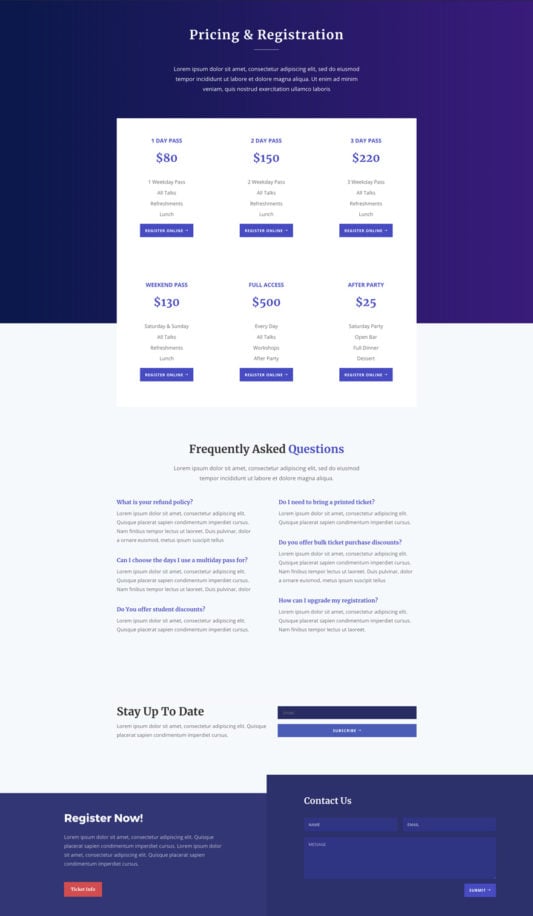 Pricing & Registration
Lorem ipsum dolor sit amet, consectetur adipiscing elit, sed do eiusmod
tempor incididunt ut labore et dolore magna aliqua. Ut enim ad minim
veniam, quis nostrud exercitation ullamco laboris
1 DAY PASS
$80
1 Weekday Pass
All Talks
Refreshments
Lunch
REGISTER ONLINE →
2 DAY PASS
$150
2 Weekday Pass
All Talks
Refreshments
Lunch
REGISTER ONLINE →
3 DAY PASS
$220
3 Weekday Pass
All Talks
Refreshments
Lunch
REGISTER ONLINE →
WEEKEND PASS
$130
Saturday & Sunday
All Talks
Refreshments
Lunch
REGISTER ONLINE →
FULL ACCESS
$500
Every Day
All Talks
Workshops
After Party
REGISTER ONLINE →
AFTER PARTY
$25
Saturday Party
Open Bar
Full Dinner
Dessert
REGISTER ONLINE →
Frequently Asked Questions
Lorem ipsum dolor sit amet, consectetur adipiscing elit, sed do eiusmod
tempor incididunt ut labore et dolore magna aliqua.
What is your refund policy?
Lorem ipsum dolor sit amet, consectetur adipiscing elit.
Quisque placerat sapien condimentum imperdiet cursus.
Nam finibus tempor lectus ut laoreet. Duis pulvinar, dolor
a ornare euismod, metus ipsum suscipit tellus
Can I choose the days I use a multiday pass for?
Lorem ipsum dolor sit amet, consectetur adipiscing elit.
Quisque placerat sapien condimentum imperdiet cursus.
Nam finibus tempor lectus ut laoreet. Duis pulvinar, dolor
Do You offer student discounts?
Lorem ipsum dolor sit amet, consectetur adipiscing elit.
Quisque placerat sapien condimentum imperdiet cursus.
Do I need to bring a printed ticket?
Lorem ipsum dolor sit amet, consectetur adipiscing elit.
Quisque placerat sapien condimentum imperdiet cursus.
Do you offer bulk ticket purchase discounts?
Lorem ipsum dolor sit amet, consectetur adipiscing elit.
Quisque placerat sapien condimentum imperdiet cursus.
Nam finibus tempor lectus ut laoreet. Duis pulvinar, dolor
a ornare euismod, metus ipsum suscipit tellus
How can I upgrade my registration?
Lorem ipsum dolor sit amet, consectetur adipiscing elit.
Quisque placerat sapien condimentum imperdiet cursus.
Nam finibus tempor lectus ut laoreet.
Stay Up To Date
Lorem ipsum dolor sit amet, consectetur adipiscing elit. Quisque
placerat sapien condimentum imperdiet cursus.
EMAIL
SUBSCRIBE →
Register Now!
Lorem ipsum dolor sit amet, consectetur adipiscing elit. Quisque
placerat sapien condimentum imperdiet cursus. Nam finibus
tempor lectus ut laoreet. Lorem ipsum dolor sit amet,
consectetur adipiscing elit. Quisque placerat sapien
condimentum imperdiet cursus.
Ticket Info
Contact Us
NAME
EMAIL
MESSAGE
SUBMIT →